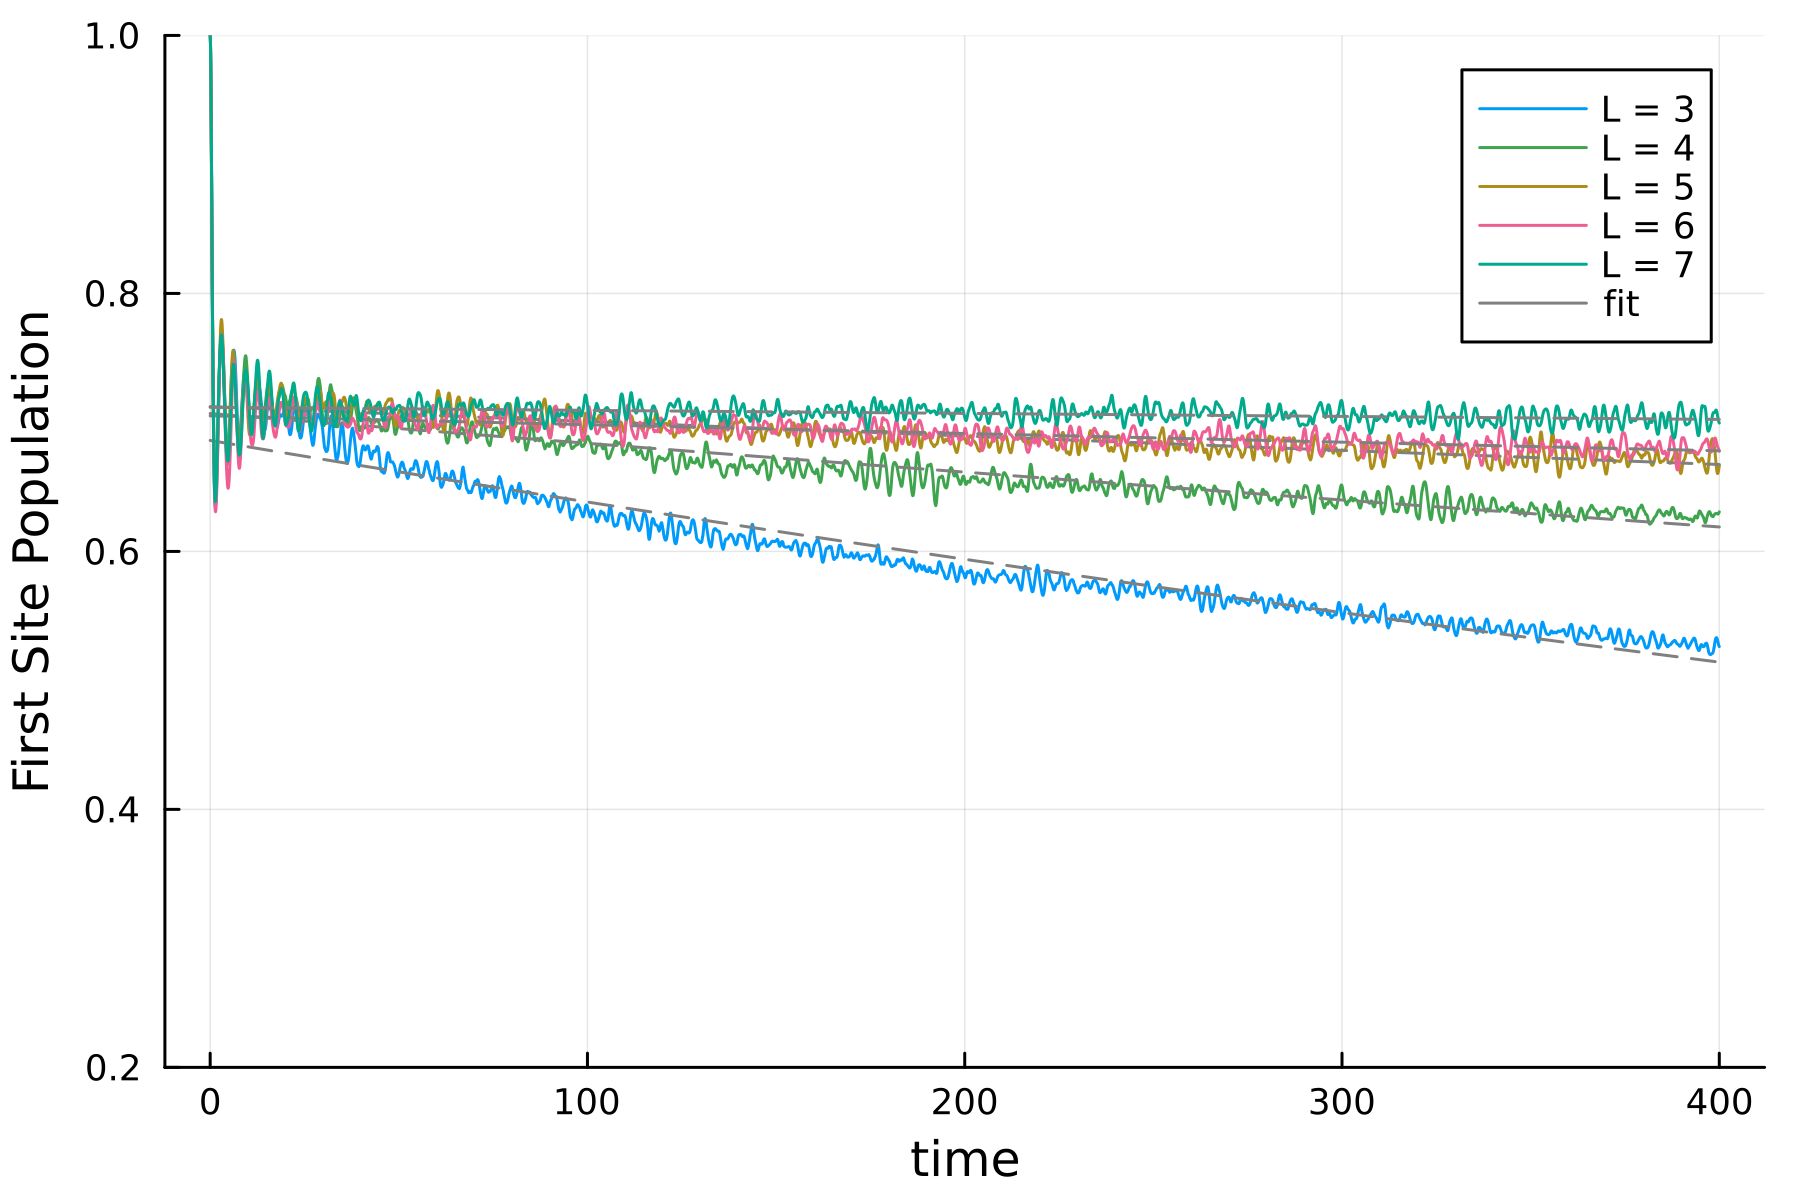 1.0
0.8
0.6
0.4
0.2
First Site Population
L = 3
L = 4
L = 5
L = 6
L = 7
fit
0 100 200 300 400
time